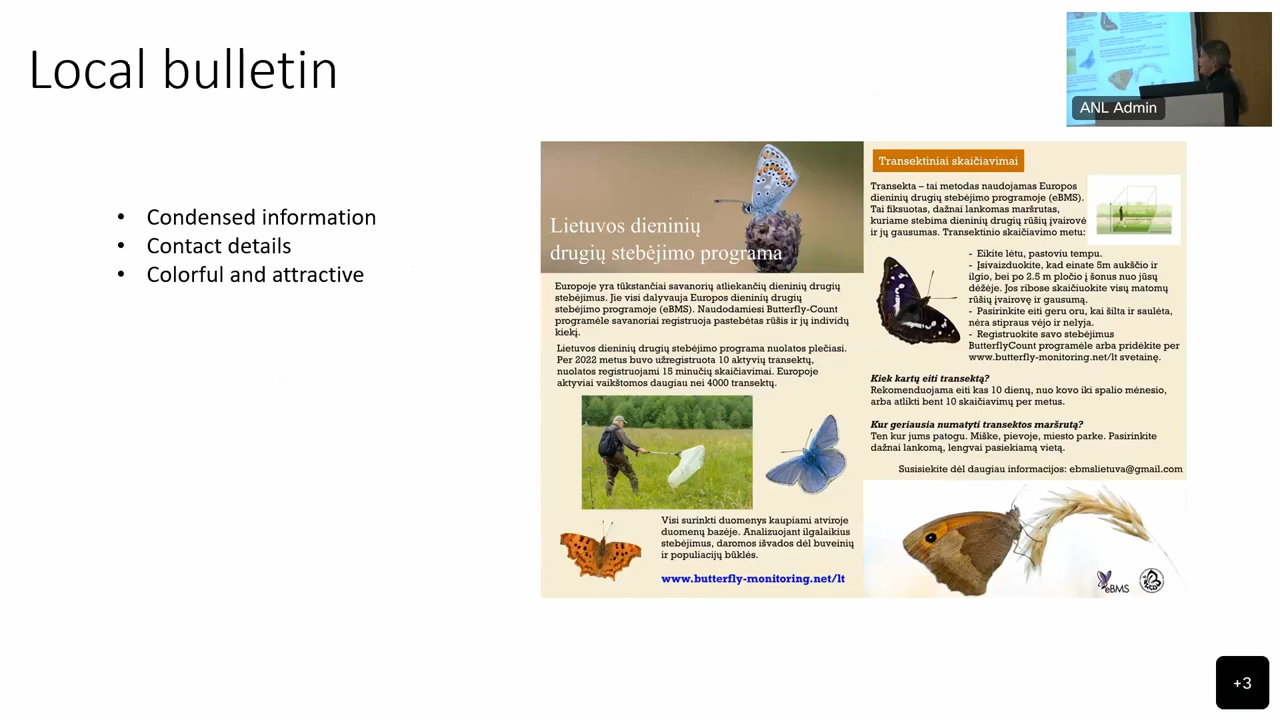 Local bulletin
ANL Admin
• Condensed information
• Contact details
• Colorful and attractive
Lietuvos dieninių
drugių stebėjimo programa
Europoje yra tūkstančiai savanorių atliekančių dieninių drugių
stebėjimus. Jie visi dalyvauja Europos dieninių drugių
stebėjimo programoje (eBMS). Naudodamiesi Butterfly-Count
programėle savanoriai registruoja pastebėtas rūšis ir jų individų
kiekį.
Lietuvos dieninių drugių stebėjimo programa nuolatos plečiasi.
Per 2022 metus buvo užregistruota 10 aktyvių transektų,
nuolatos registruojami 15 minučių skaičiavimai. Europoje
aktyviai vaikštomos daugiau nei 4000 transektų.
Visi surinkti duomenys kaupiami atviroje
duomenų bazėje. Analizuojant ilgalaikius
stebėjimus, daromos išvados dėl buveinių
ir populiacijų būklės.
www.butterfly-monitoring.net/lt
Transektiniai skaičiavimai
Transekta – tai metodas naudojamas Europos
dieninių drugių stebėjimo programoje (eBMS).
Tai fiksuotas, dažnai lankomas maršrutas,
kuriame stebima dieninių drugių rūšių įvairovė
ir jų gausumas. Transektinio skaičiavimo metu:
- Eikite lėtu, pastoviu tempu.
- Įsivaizduokite, kad einate 5m aukščio ir
ilgio, bei po 2.5 m pločio į šonus nuo jūsų
dėžėje. Jos ribose skaičiuokite visų matomų
rūšių įvairovę ir gausumą.
- Pasirinkite eiti geru oru, kai šilta ir saulėta,
nėra stipraus vėjo ir nelyja.
- Registruokite savo stebėjimus
ButterflyCount programėle arba pridėkite per
www.butterfly-monitoring.net/lt svetainę.
Kiek kartų eiti transektą?
Rekomenduojama eiti kas 10 dienų, nuo kovo iki spalio mėnesio,
arba atlikti bent 10 skaičiavimų per metus.
Kur geriausia numatyti transektos maršrutą?
Ten kur jums patogu. Miške, pievoje, miesto parke. Pasirinkite
dažnai lankomą, lengvai pasiekiamą vietą.
Susisiekite dėl daugiau informacijos: ebmslietuva@gmail.com
eBMS
+3